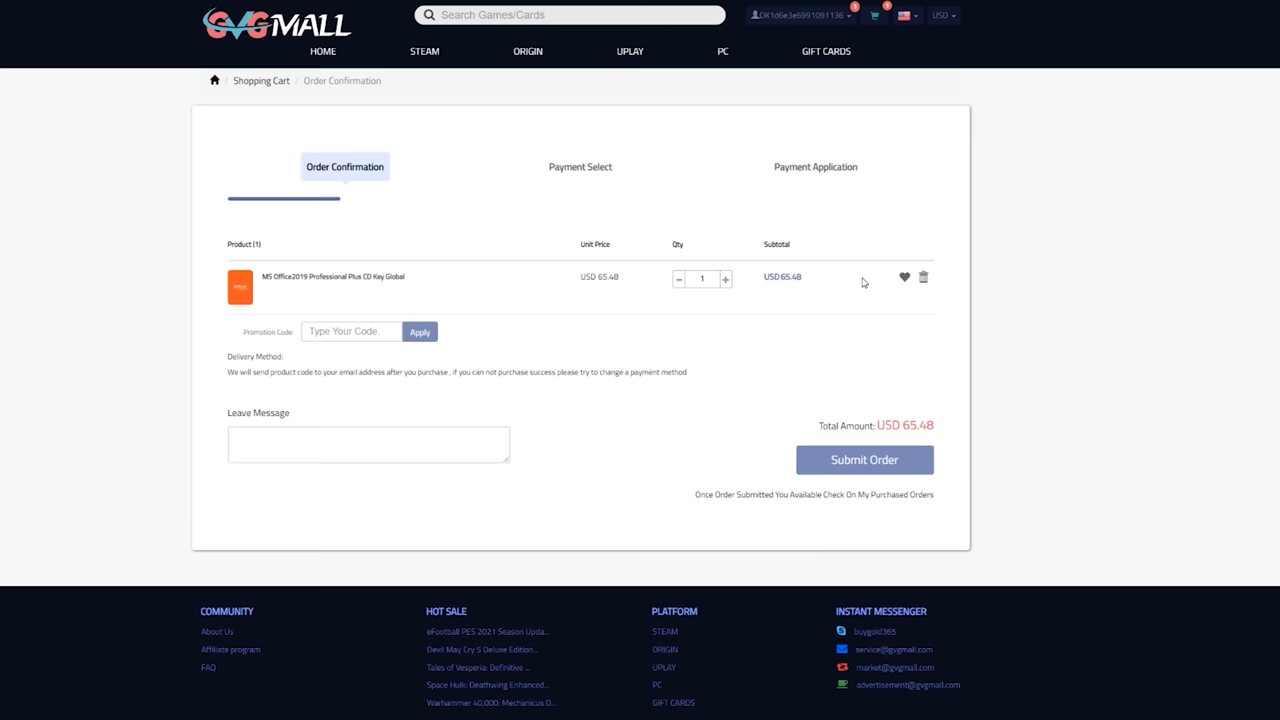 GVGMALL
Search Games/Cards
DK1d6e3e6991091136
USD
HOME
STEAM
ORIGIN
UPLAY
PC
GIFT CARDS
/ Shopping Cart / Order Confirmation
Order Confirmation
Payment Select
Payment Application
Product (1)
Unit Price
Qty
Subtotal
MS Office2019 Professional Plus CD Key Global
USD 65.48
− 1 +
USD 65.48
Promotion Code: Type Your Code. Apply
Delivery Method:
We will send product code to your email address after you purchase , if you can not purchase success please try to change a payment method
Leave Message
Total Amount: USD 65.48
Submit Order
Once Order Submitted You Available Check On My Purchased Orders
COMMUNITY
About Us
Affiliate program
FAQ
HOT SALE
eFootball PES 2021 Season Upda...
Devil May Cry 5 Deluxe Edition...
Tales of Vesperia: Definitive ...
Space Hulk: Deathwing Enhanced...
Warhammer 40,000: Mechanicus O...
PLATFORM
STEAM
ORIGIN
UPLAY
PC
GIFT CARDS
INSTANT MESSENGER
buygold365
service@gvgmall.com
market@gvgmall.com
advertisement@gvgmall.com